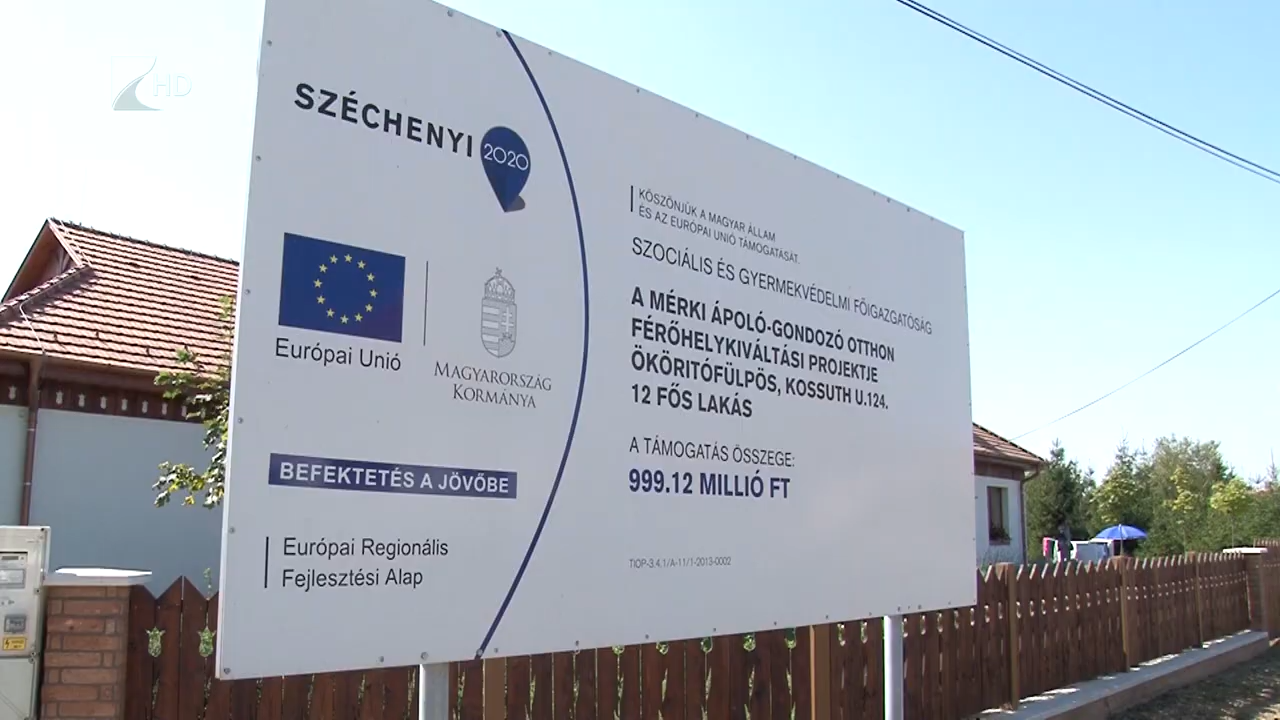 HD
SZÉCHENYI 2020
Európai Unió
MAGYARORSZÁG
KORMÁNYA
BEFEKTETÉS A JÖVŐBE
Európai Regionális
Fejlesztési Alap
KÖSZÖNJÜK A MAGYAR ÁLLAM
ÉS AZ EURÓPAI UNIÓ TÁMOGATÁSÁT.
SZOCIÁLIS ÉS GYERMEKVÉDELMI FŐIGAZGATÓSÁG
A MÉRKI ÁPOLÓ-GONDOZÓ OTTHON
FÉRŐHELYKIVÁLTÁSI PROJEKTJE
ÖKÖRITÓFÜLPÖS, KOSSUTH U.124.
12 FŐS LAKÁS
A TÁMOGATÁS ÖSSZEGE:
999.12 MILLIÓ FT
TIOP-3.4.1/A-11/1-2013-0002